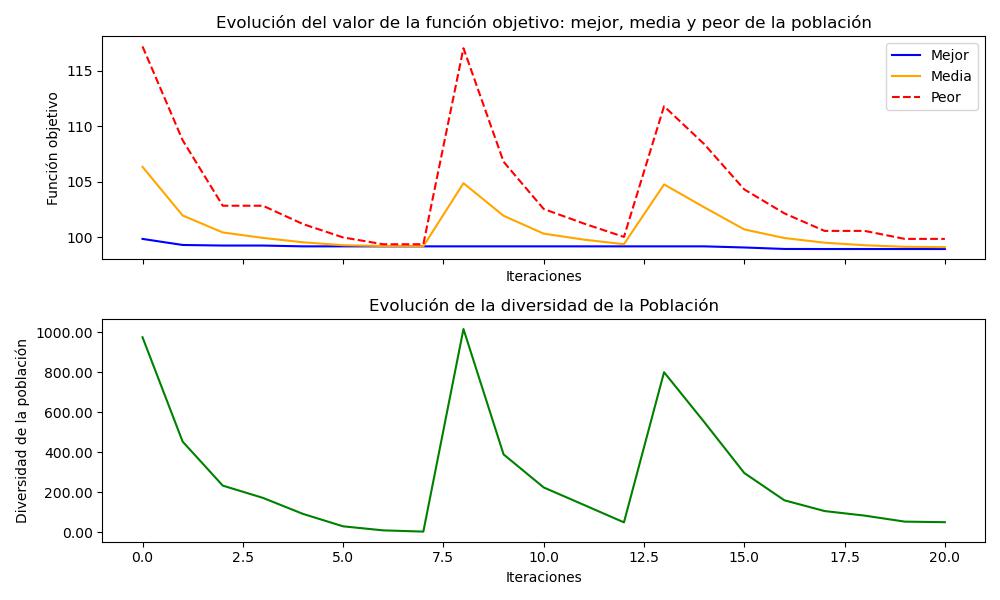 Evolución del valor de la función objetivo: mejor, media y peor de la población
Función objetivo
115
110
105
100
Mejor
Media
Peor
Iteraciones
Evolución de la diversidad de la Población
Diversidad de la población
1000.00
800.00
600.00
400.00
200.00
0.00
0.0 2.5 5.0 7.5 10.0 12.5 15.0 17.5 20.0
Iteraciones